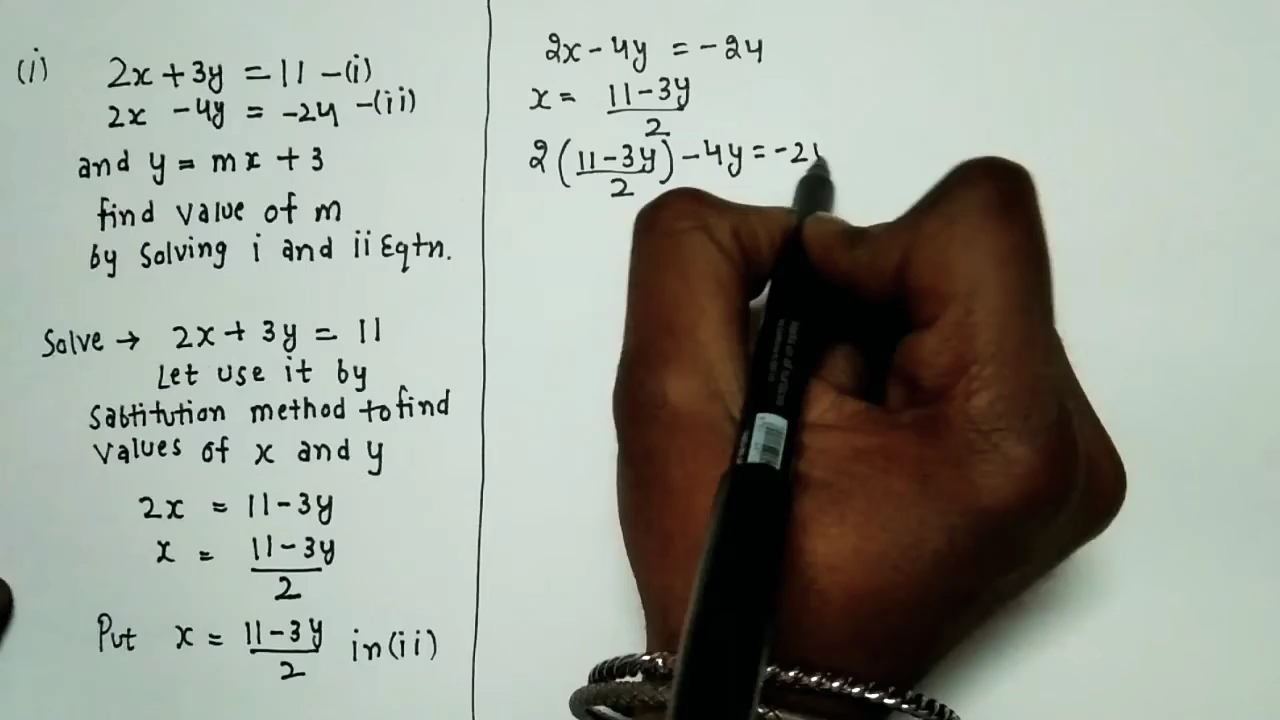 (i) 2x + 3y = 11 - (i)
2x - 4y = -24 - (ii)
and y = mx + 3
find value of m
by Solving i and ii Eqtn.
Solve → 2x + 3y = 11
Let use it by
Sabtitution method to find
values of x and y
2x = 11 - 3y
x = 11 - 3y / 2
Put x = 11 - 3y / 2 in (ii)
2x - 4y = -24
x = 11 - 3y / 2
2 ( 11 - 3y / 2 ) - 4y = -2